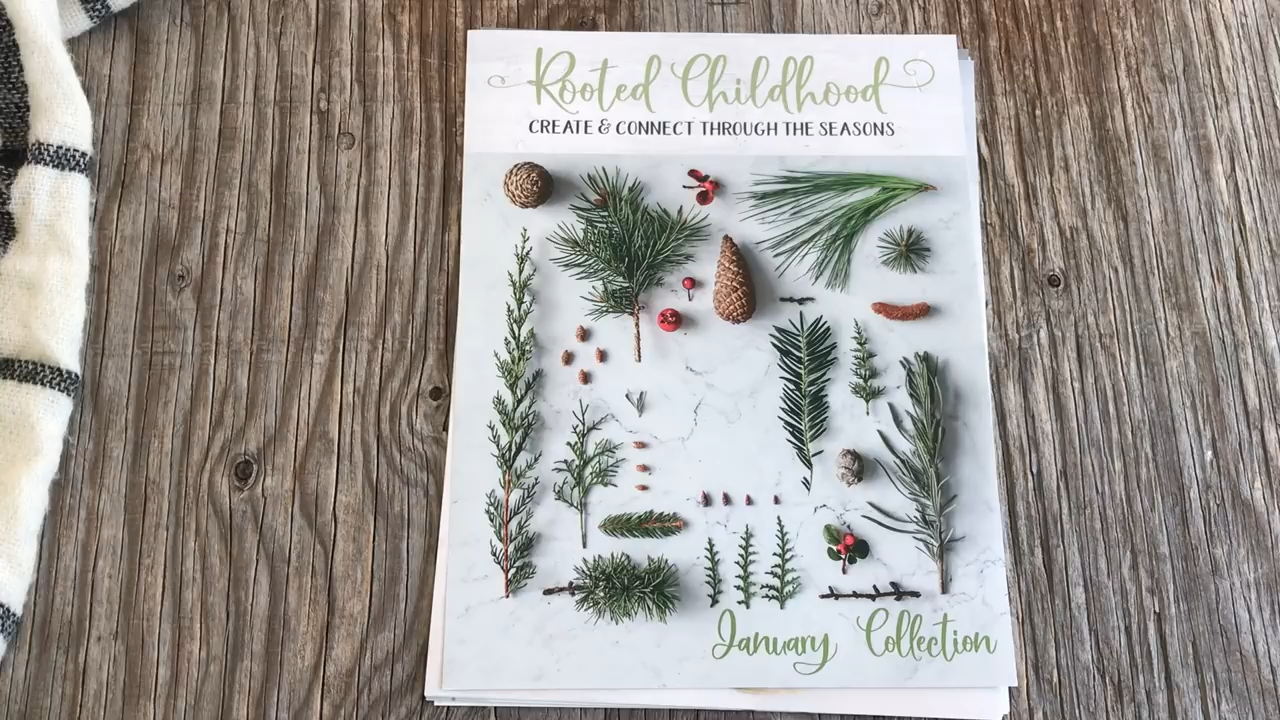 Rooted Childhood
CREATE & CONNECT THROUGH THE SEASONS
January Collection